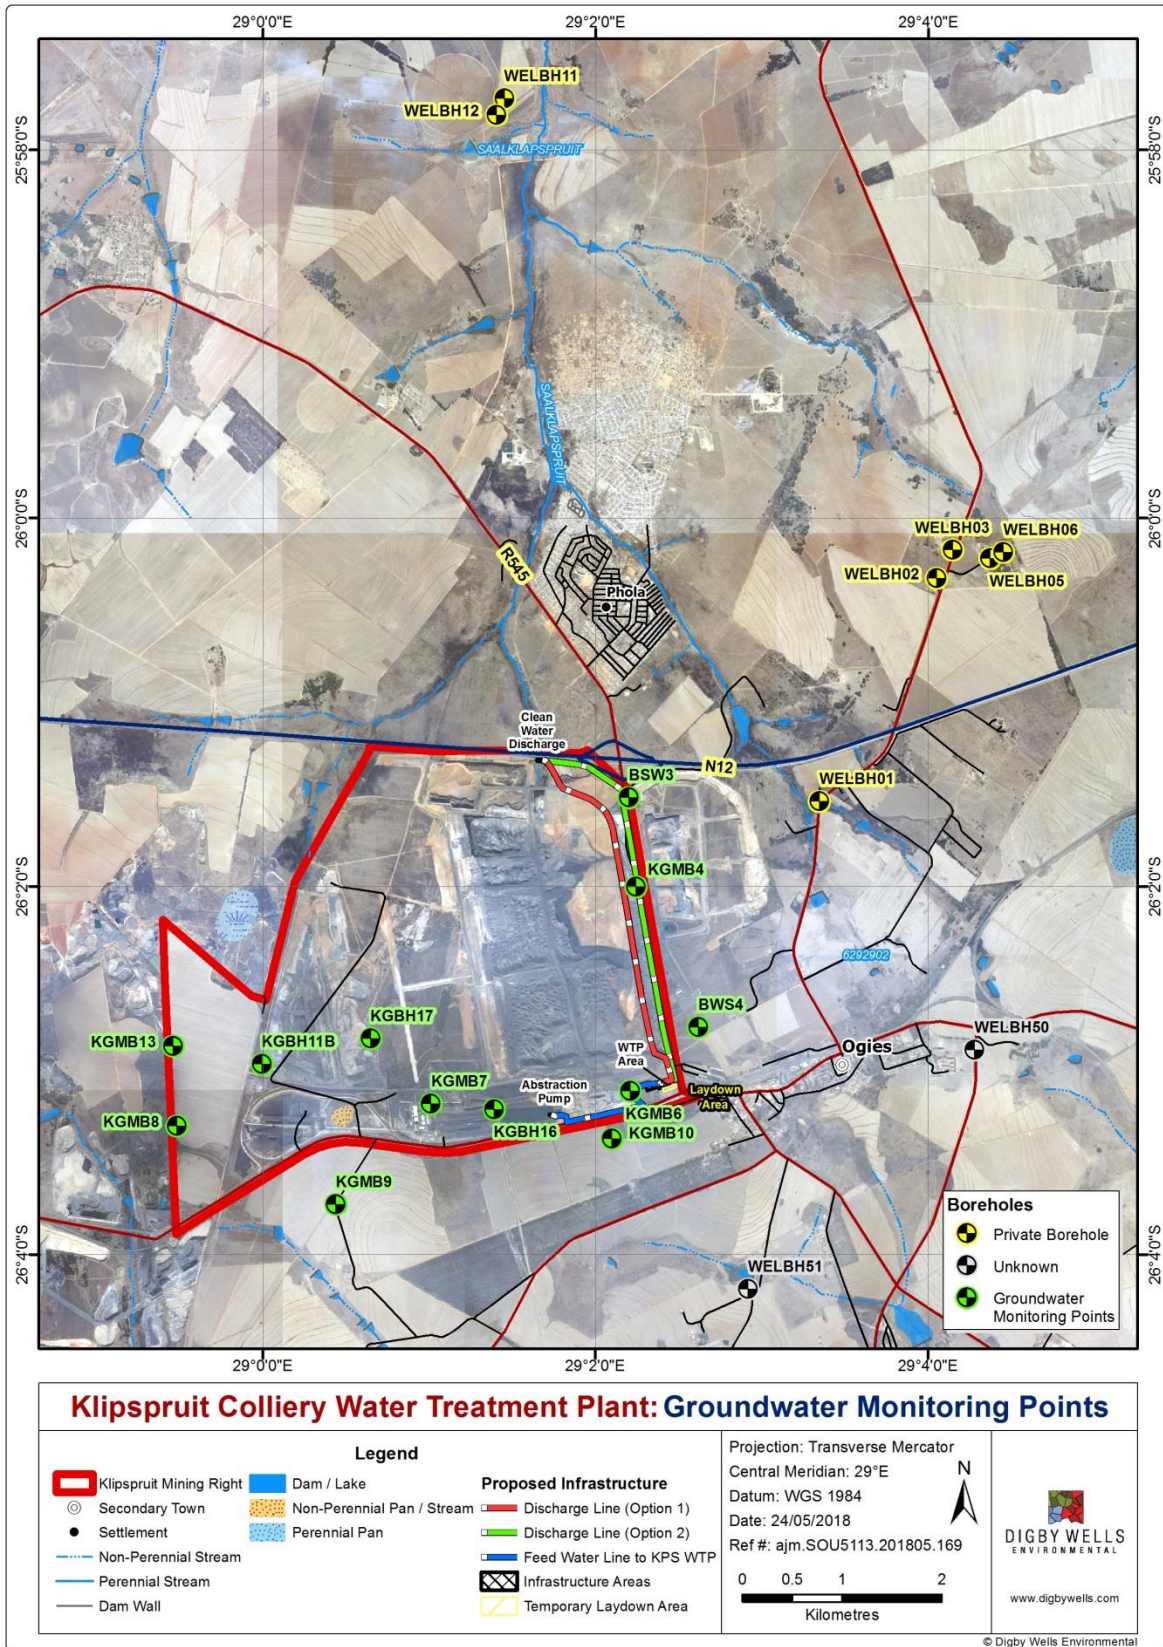 29°0'0"E
29°2'0"E
29°4'0"E
WELBH11
WELBH12
25°58'0"S
25°58'0"S
SAALKLAPSPRUIT
SAALKLAPSPRUIT
26°0'0"S
26°0'0"S
R545
WELBH03
WELBH06
WELBH02
WELBH05
Phola
Clean
Water
Discharge
N12
BSW3
WELBH01
KGMB4
26°2'0"S
26°2'0"S
6292902
BWS4
KGBH17
KGMB13
KGBH11B
WELBH50
Ogies
WTP
Area
KGMB7
Abstraction
Pump
Laydown
Area
KGMB8
KGMB6
KGBH16
KGMB10
KGMB9
26°4'0"S
26°4'0"S
WELBH51
Boreholes
Private Borehole
Unknown
Groundwater
Monitoring Points
29°0'0"E
29°2'0"E
29°4'0"E
Klipspruit Colliery Water Treatment Plant: Groundwater Monitoring Points
Legend
Klipspruit Mining Right
Secondary Town
Settlement
Non-Perennial Stream
Perennial Stream
Dam Wall
Dam / Lake
Non-Perennial Pan / Stream
Perennial Pan
Proposed Infrastructure
Discharge Line (Option 1)
Discharge Line (Option 2)
Feed Water Line to KPS WTP
Infrastructure Areas
Temporary Laydown Area
Projection: Transverse Mercator
Central Meridian: 29°E
Datum: WGS 1984
Date: 24/05/2018
Ref #: ajm.SOU5113.201805.169
N
0 0.5 1 2
Kilometres
DIGBY WELLS
ENVIRONMENTAL
www.digbywells.com
© Digby Wells Environmental